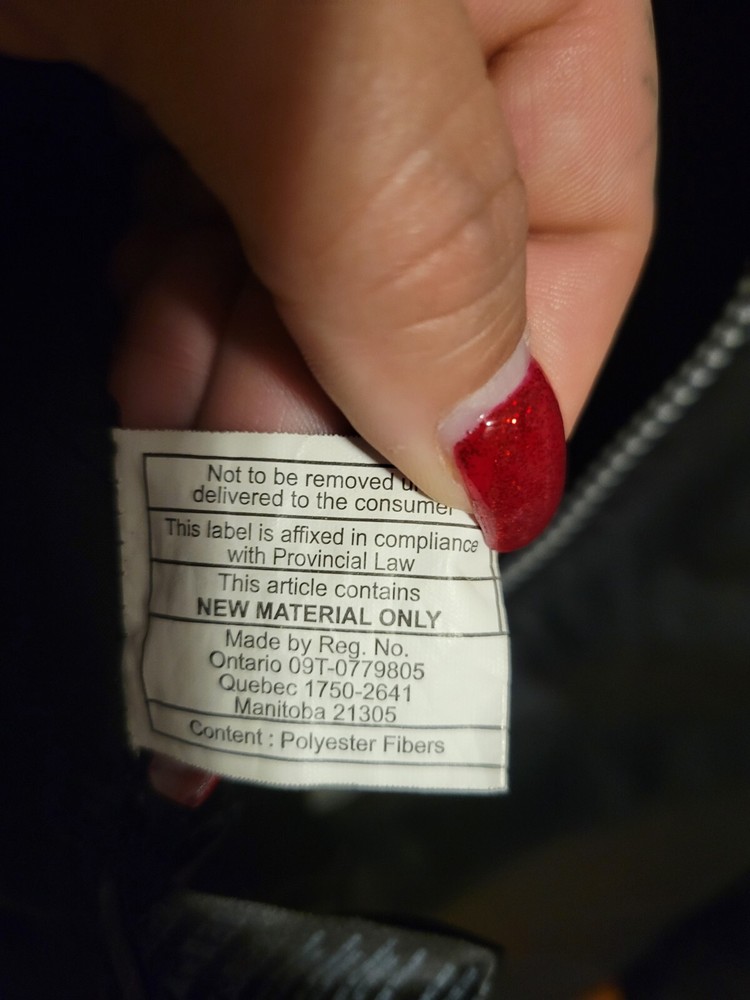 Not to be removed
delivered to the consumer
This label is affixed in compliance
with Provincial Law
This article contains
NEW MATERIAL ONLY
Made by Reg. No.
Ontario 09T-0779805
Quebec 1750-2641
Manitoba 21305
Content : Polyester Fibers